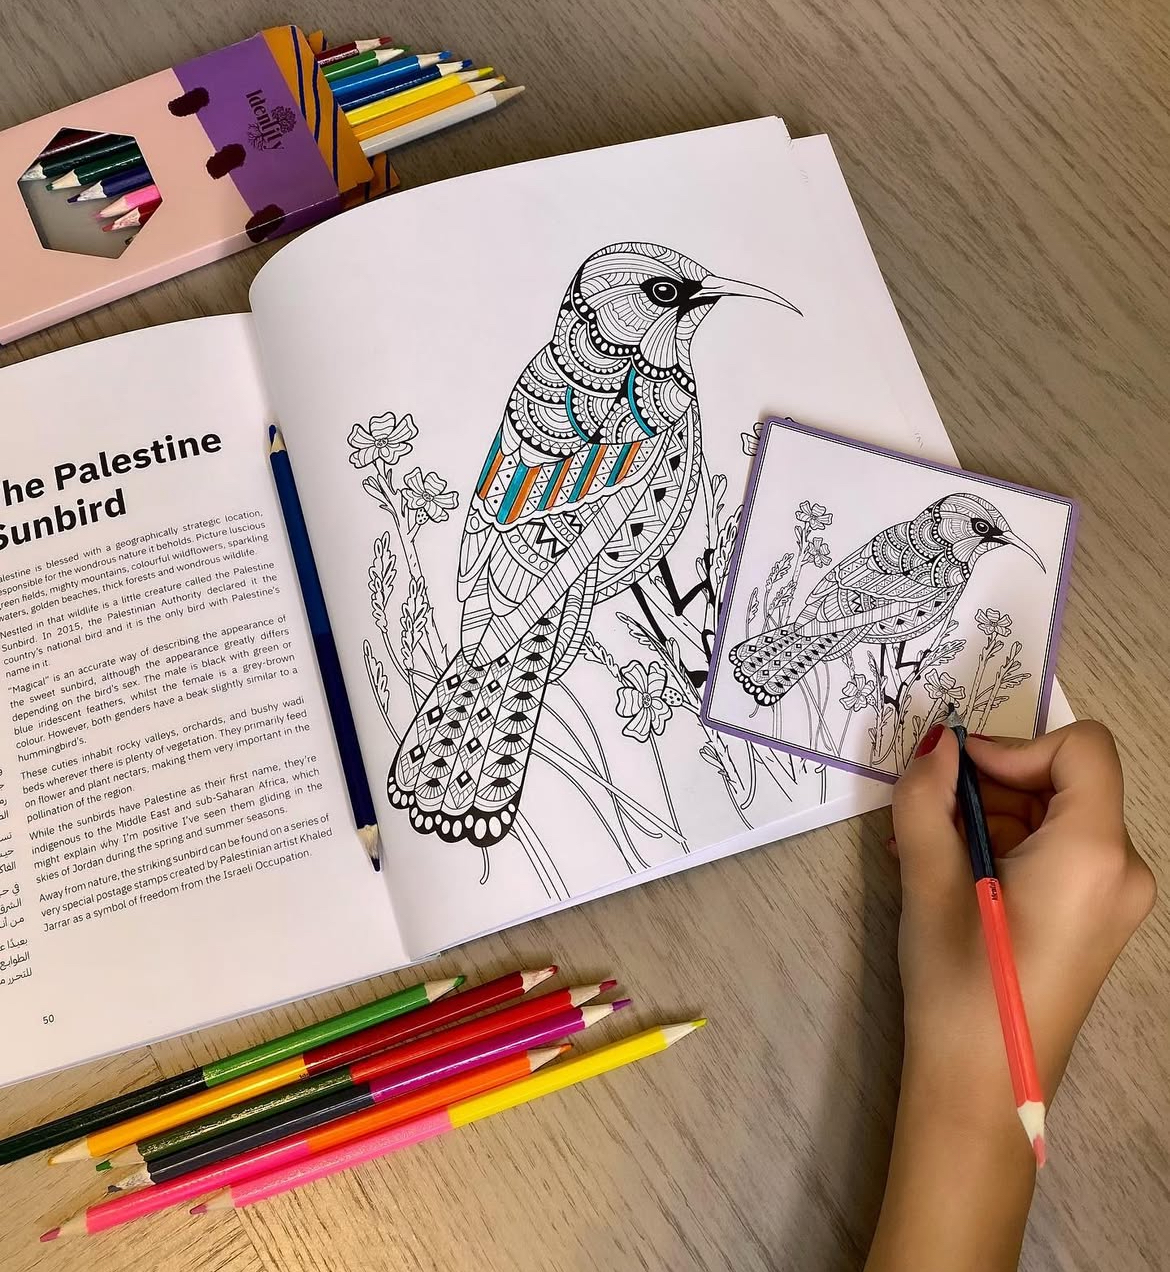 Identity
he Palestine
Sunbird
alestine is blessed with a geographically strategic location,
esponsible for the wondrous nature it beholds. Picture luscious
reen fields, mighty mountains, colourful wildflowers, sparkling
waters, golden beaches, thick forests and wondrous wildlife.
Nestled in that wildlife is a little creature called the Palestine
Sunbird. In 2015, the Palestinian Authority declared it the
country's national bird and it is the only bird with Palestine's
name in it.
"Magical" is an accurate way of describing the appearance of
the sweet sunbird, although the appearance greatly differs
depending on the bird's sex. The male is black with green or
blue iridescent feathers, whilst the female is a grey-brown
colour. However, both genders have a beak slightly similar to a
hummingbird's.
These cuties inhabit rocky valleys, orchards, and bushy wadi
beds wherever there is plenty of vegetation. They primarily feed
on flower and plant nectars, making them very important in the
pollination of the region.
While the sunbirds have Palestine as their first name, they're
indigenous to the Middle East and sub-Saharan Africa, which
might explain why I'm positive I've seen them gliding in the
skies of Jordan during the spring and summer seasons.
Away from nature, the striking sunbird can be found on a series of
very special postage stamps created by Palestinian artist Khaled
Jarrar as a symbol of freedom from the Israeli Occupation.
في
الشرق
من أن
الطوابع
للتحرر
50